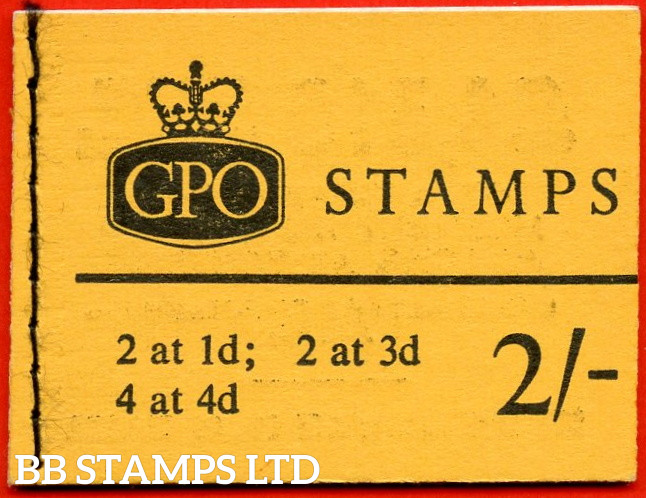 GPO STAMPS
2 at 1d; 2 at 3d
4 at 4d
2/-
BB STAMPS LTD